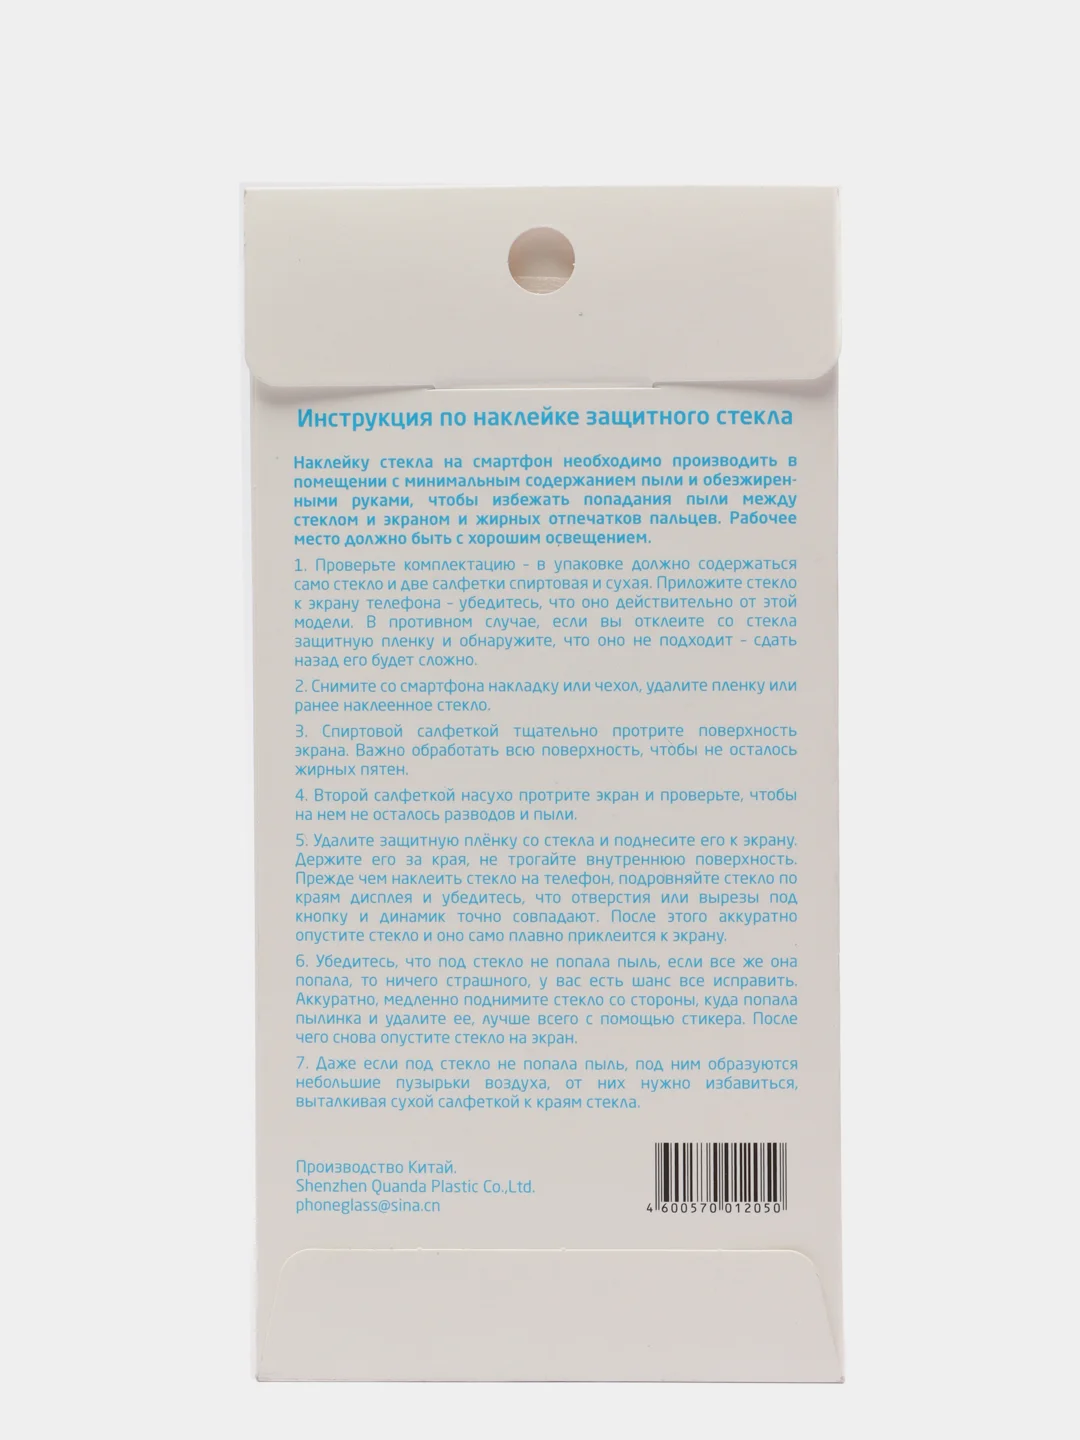 Инструкция по наклейке защитного стекла
Наклейку стекла на смартфон необходимо производить в
помещении с минимальным содержанием пыли и обезжирен-
ными руками, чтобы избежать попадания пыли между
стеклом и экраном и жирных отпечатков пальцев. Рабочее
место должно быть с хорошим освещением.
1. Проверьте комплектацию – в упаковке должно содержаться
само стекло и две салфетки спиртовая и сухая. Приложите стекло
к экрану телефона – убедитесь, что оно действительно от этой
модели. В противном случае, если вы отклеите со стекла
защитную пленку и обнаружите, что оно не подходит – сдать
назад его будет сложно.
2. Снимите со смартфона накладку или чехол, удалите пленку или
ранее наклеенное стекло.
3. Спиртовой салфеткой тщательно протрите поверхность
экрана. Важно обработать всю поверхность, чтобы не осталось
жирных пятен.
4. Второй салфеткой насухо протрите экран и проверьте, чтобы
на нем не осталось разводов и пыли.
5. Удалите защитную плёнку со стекла и поднесите его к экрану.
Держите его за края, не трогайте внутреннюю поверхность.
Прежде чем наклеить стекло на телефон, подровняйте стекло по
краям дисплея и убедитесь, что отверстия или вырезы под
кнопку и динамик точно совпадают. После этого аккуратно
опустите стекло и оно само плавно приклеится к экрану.
6. Убедитесь, что под стекло не попала пыль, если все же она
попала, то ничего страшного, у вас есть шанс все исправить.
Аккуратно, медленно поднимите стекло со стороны, куда попала
пылинка и удалите ее, лучше всего с помощью стикера. После
чего снова опустите стекло на экран.
7. Даже если под стекло не попала пыль, под ним образуются
небольшие пузырьки воздуха, от них нужно избавиться,
выталкивая сухой салфеткой к краям стекла.
Производство Китай.
Shenzhen Quanda Plastic Co.,Ltd.
phoneglass@sina.cn
4 600570 012050